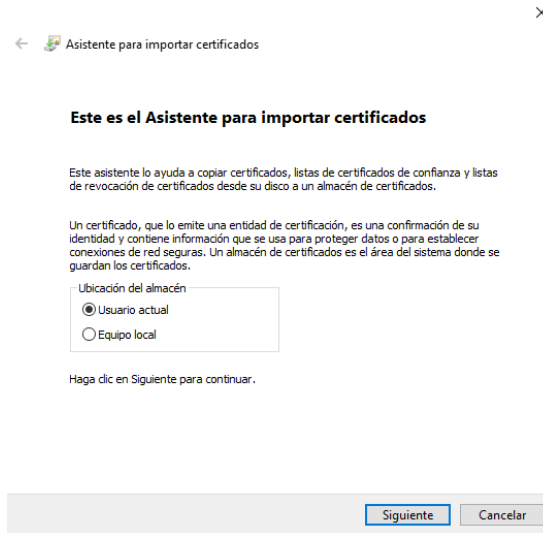 Asistente para importar certificados
Este es el Asistente para importar certificados
Este asistente lo ayuda a copiar certificados, listas de certificados de confianza y listas
de revocación de certificados desde su disco a un almacén de certificados.
Un certificado, que lo emite una entidad de certificación, es una confirmación de su
identidad y contiene información que se usa para proteger datos o para establecer
conexiones de red seguras. Un almacén de certificados es el área del sistema donde se
guardan los certificados.
Ubicación del almacén
Usuario actual
Equipo local
Haga clic en Siguiente para continuar.
Siguiente
Cancelar